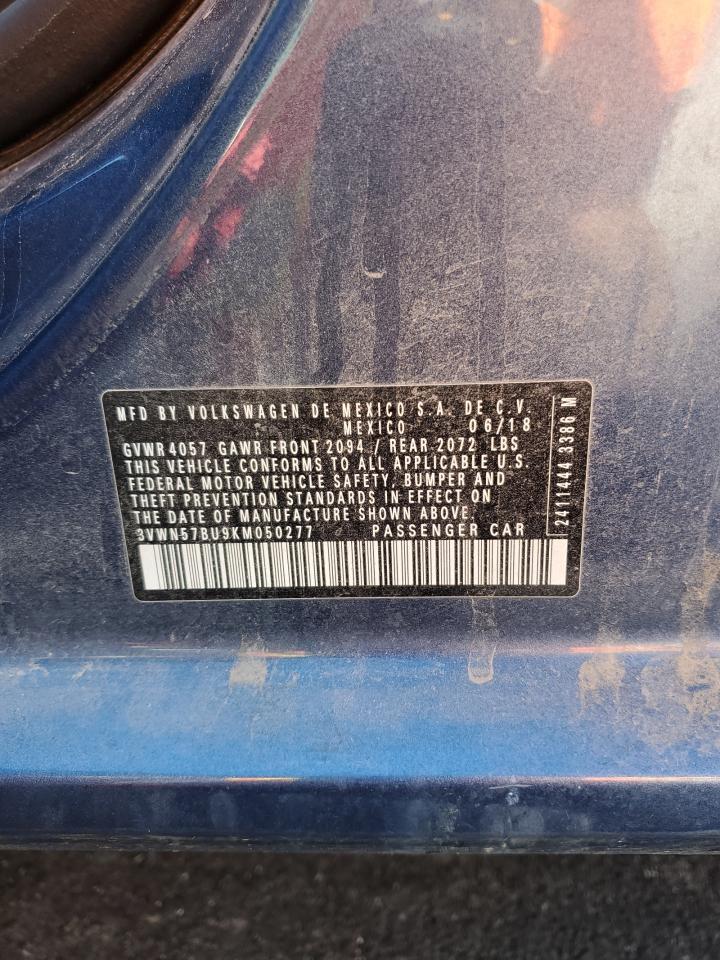 MFD BY VOLKSWAGEN DE MEXICO S.A. DE C.V.
MEXICO 06/18
GVWR 4057 GAWR FRONT 2094 / REAR 2072 LBS
THIS VEHICLE CONFORMS TO ALL APPLICABLE U.S.
FEDERAL MOTOR VEHICLE SAFETY, BUMPER AND
THEFT PREVENTION STANDARDS IN EFFECT ON
THE DATE OF MANUFACTURE SHOWN ABOVE.
3VWN57BU9KM050277 PASSENGER CAR
2411444 3386 M